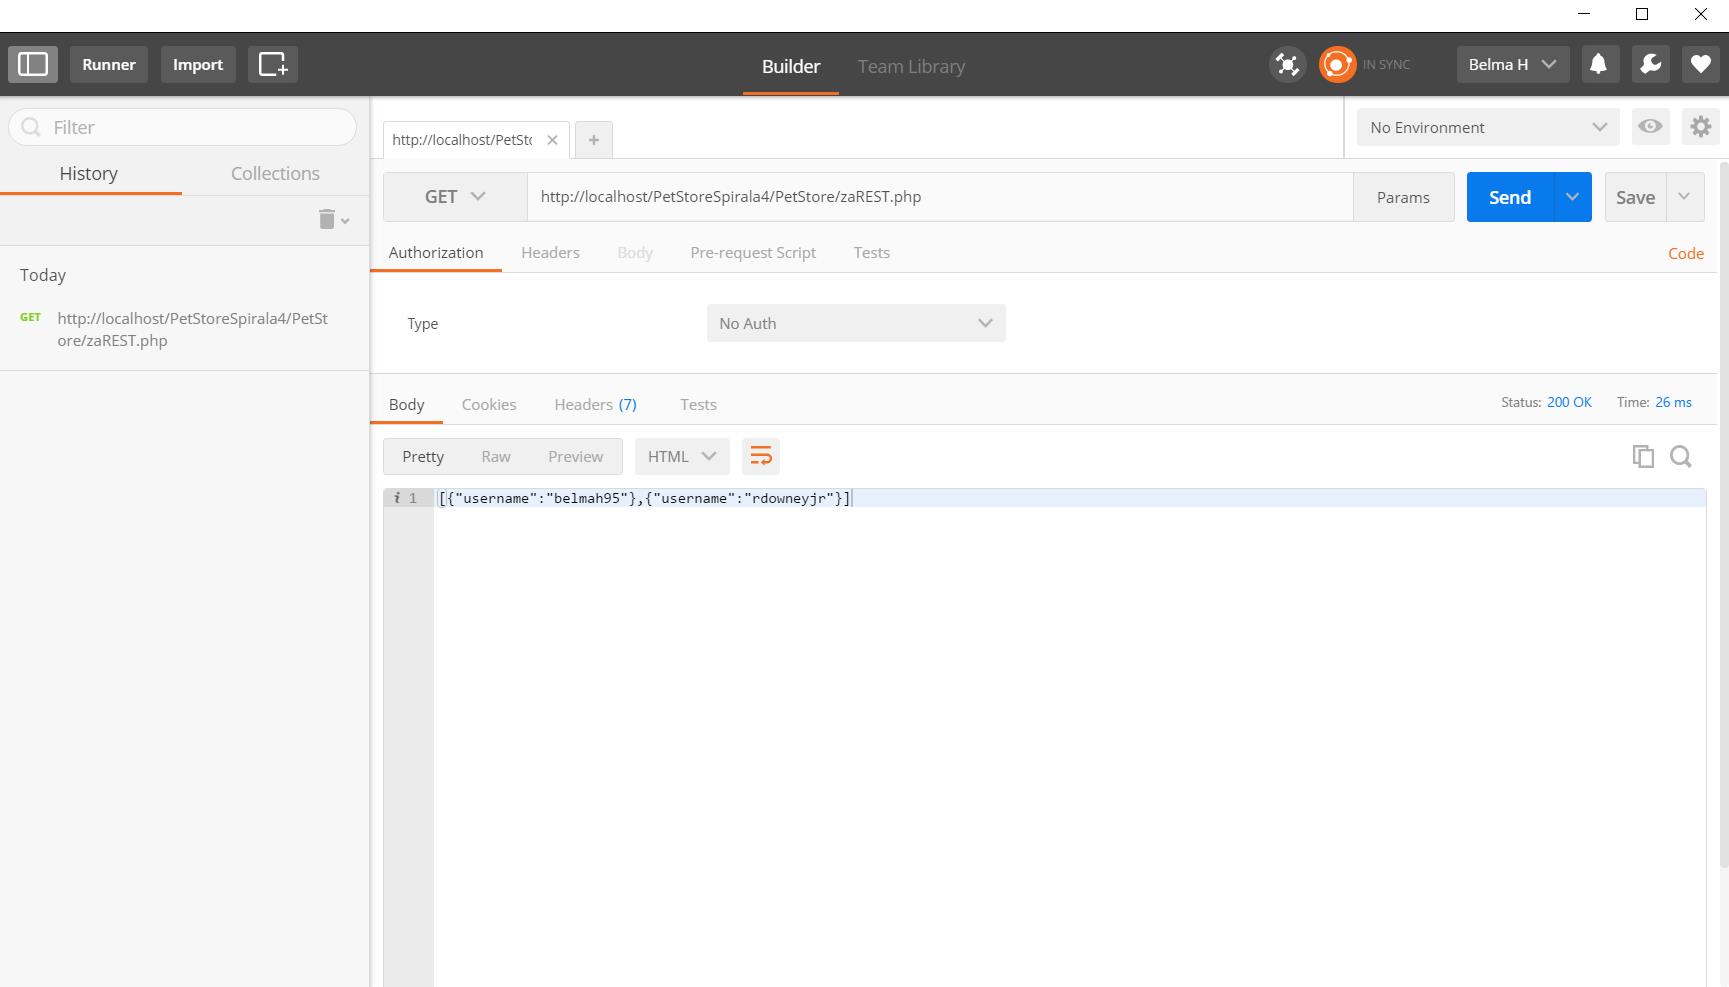 Runner Import Builder Team Library IN SYNC Belma H
Filter
History Collections
Today
GET http://localhost/PetStoreSpirala4/PetSt
ore/zaREST.php
http://localhost/PetSto
No Environment
GET http://localhost/PetStoreSpirala4/PetStore/zaREST.php Params Send Save
Authorization Headers Body Pre-request Script Tests Code
Type No Auth
Body Cookies Headers (7) Tests Status: 200 OK Time: 26 ms
Pretty Raw Preview HTML
i 1 [{"username":"belmah95"},{"username":"rdowneyjr"}]